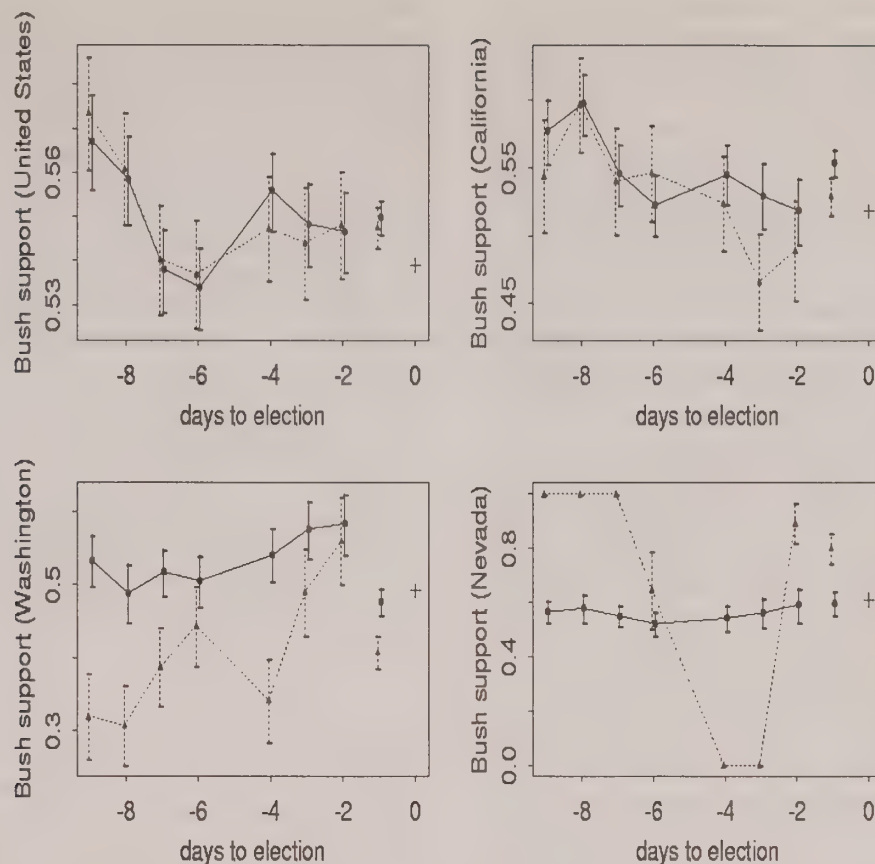 Bush support (United States)
0.56
0.53
-8 -6 -4 -2 0
days to election
Bush support (California)
0.55
0.45
-8 -6 -4 -2 0
days to election
Bush support (Washington)
0.5
0.3
-8 -6 -4 -2 0
days to election
Bush support (Nevada)
0.8
0.4
0.0
-8 -6 -4 -2 0
days to election